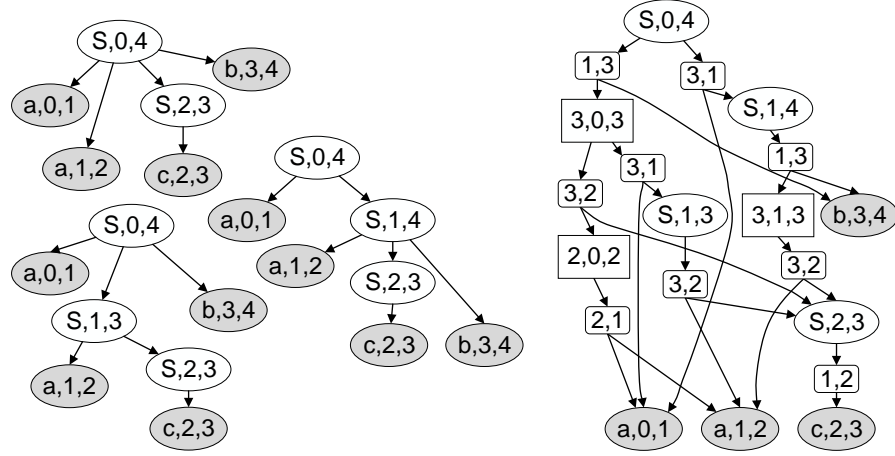 S,0,4
b,3,4
a,0,1
S,2,3
a,1,2
c,2,3
S,0,4
a,0,1
b,3,4
S,1,3
a,1,2
S,2,3
c,2,3
S,0,4
a,0,1
S,1,4
a,1,2
S,2,3
c,2,3
b,3,4
S,0,4
1,3
3,1
3,0,3
S,1,4
1,3
3,1
3,2
S,1,3
3,1,3
b,3,4
2,0,2
3,2
3,2
2,1
S,2,3
1,2
a,0,1
a,1,2
c,2,3